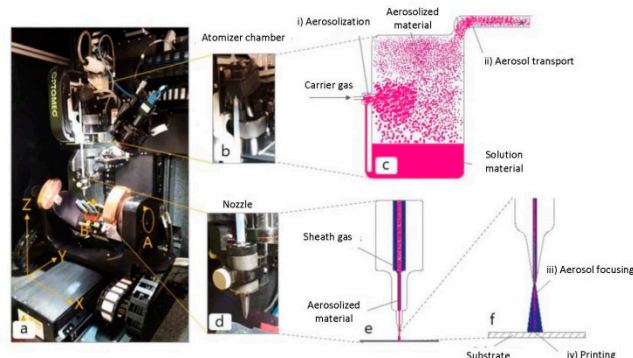 Atomizer chamber
i) Aerosolization
Aerosolized
material
ii) Aerosol transport
Carrier gas
OPTOMEC
b
c
Solution
material
Nozzle
Z
Y
X
A
B
a
d
Sheath gas
Aerosolized
material
e
f
iii) Aerosol focusing
Substrate
iv) Printing